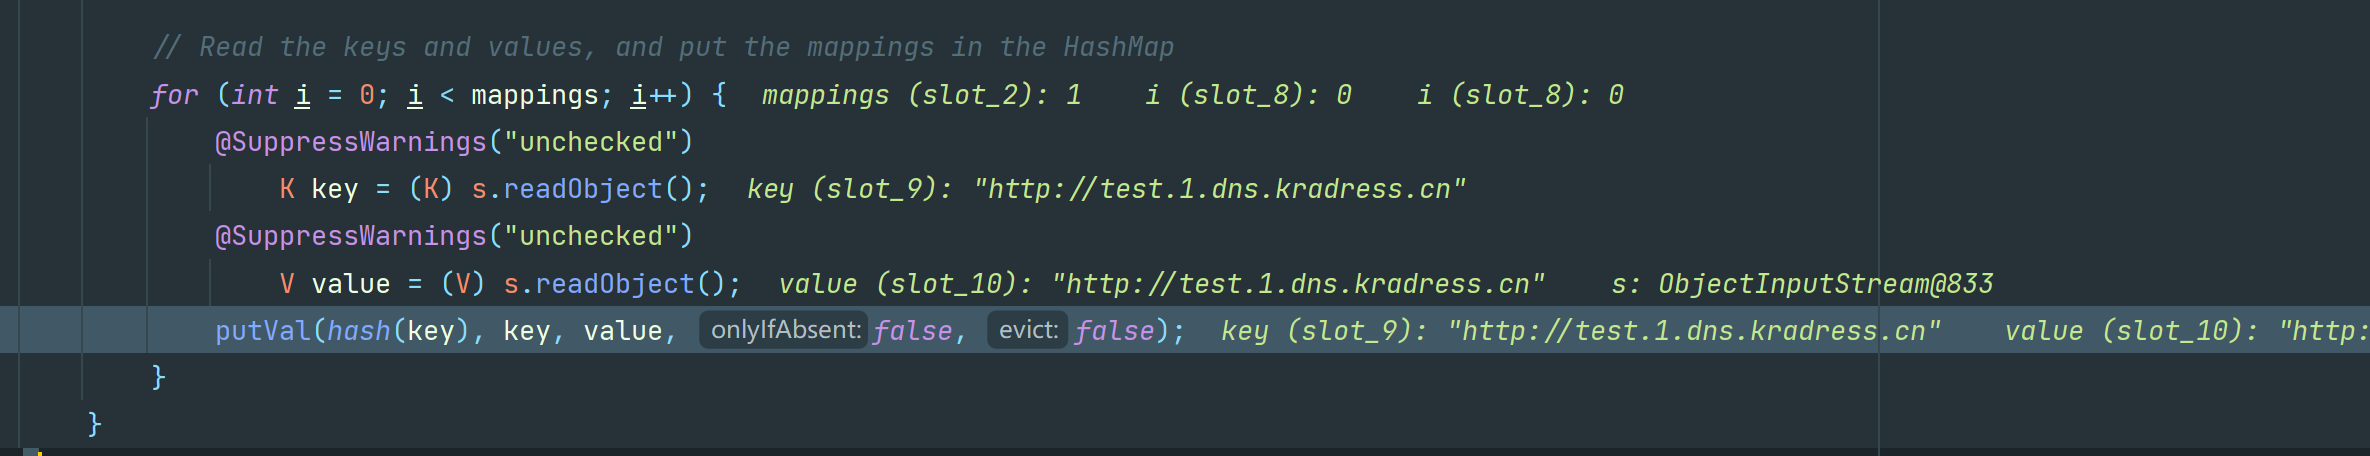 // Read the keys and values, and put the mappings in the HashMap
for (int i = 0; i < mappings; i++) {  mappings (slot_2): 1    i (slot_8): 0    i (slot_8): 0
@SuppressWarnings("unchecked")
K key = (K) s.readObject();  key (slot_9): "http://test.1.dns.kradress.cn"
@SuppressWarnings("unchecked")
V value = (V) s.readObject();  value (slot_10): "http://test.1.dns.kradress.cn"    s: ObjectInputStream@833
putVal(hash(key), key, value, onlyIfAbsent: false, evict: false);  key (slot_9): "http://test.1.dns.kradress.cn"    value (slot_10): "http:
}
}